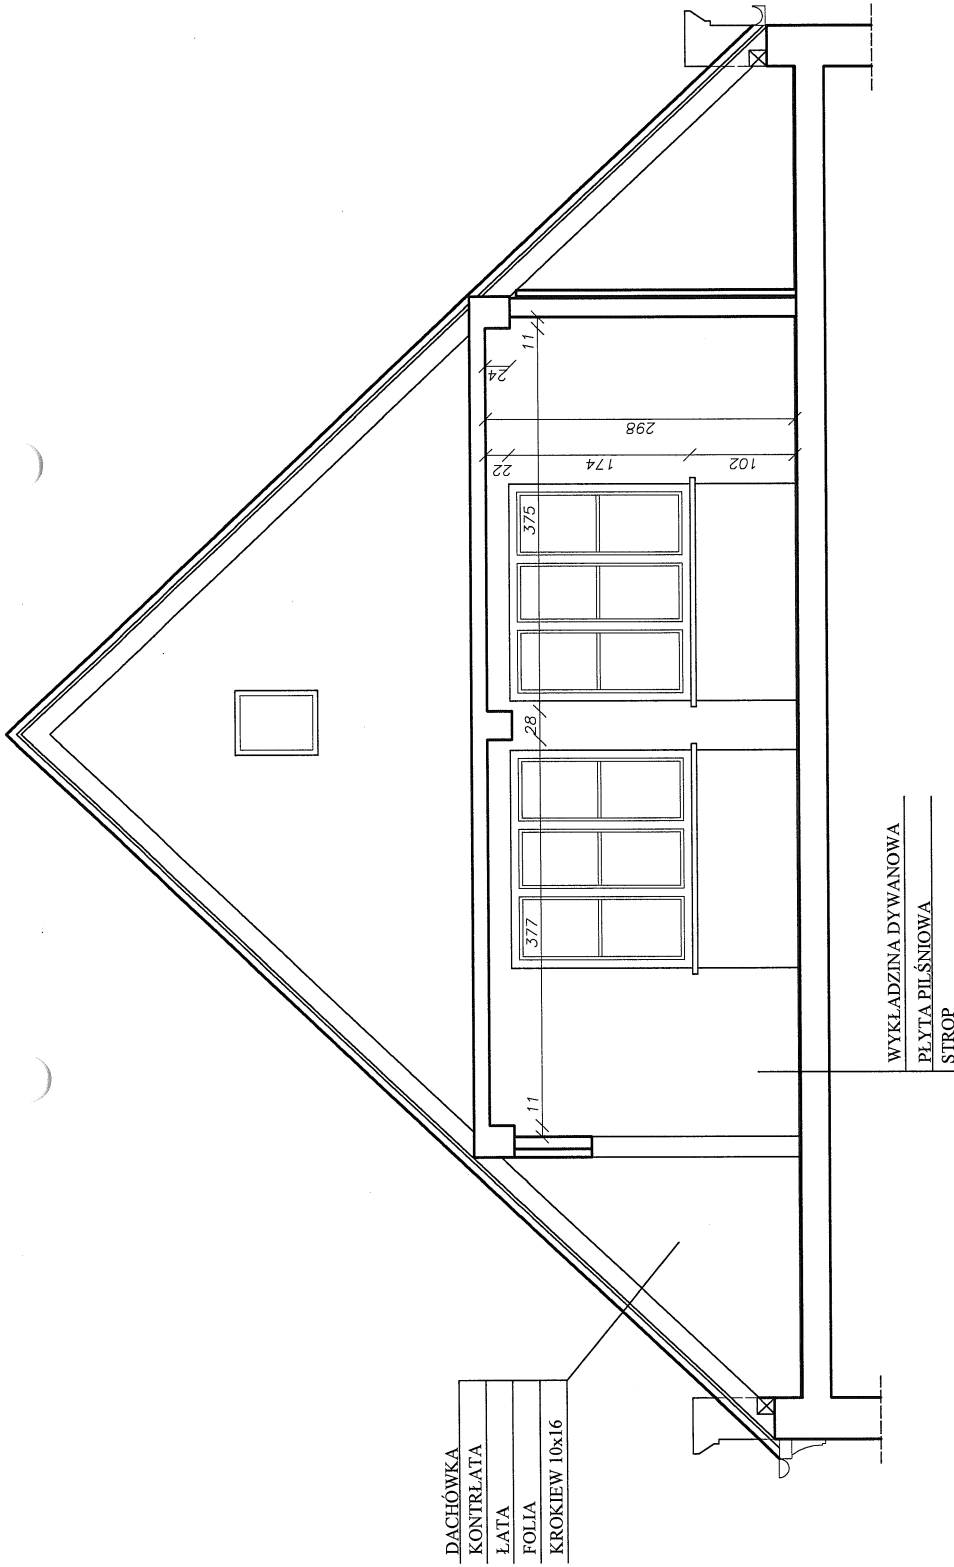 DACHÓWKA
KONTRŁATA
ŁATA
FOLIA
KROKIEW 10x16
11
377
28
375
11
24
298
22
174
102
WYKŁADZINA DYWANOWA
PŁYTA PILŚNIOWA
STROP